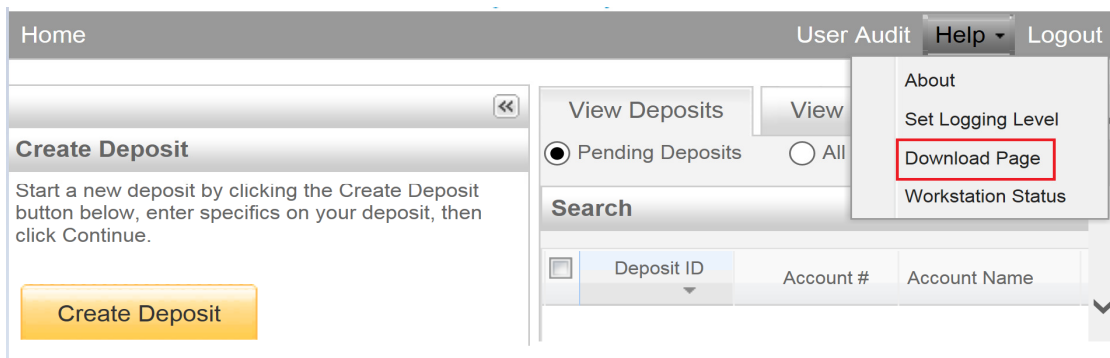 Home
User Audit Help Logout
About
Set Logging Level
Download Page
Workstation Status
Create Deposit
Start a new deposit by clicking the Create Deposit
button below, enter specifics on your deposit, then
click Continue.
Create Deposit
View Deposits
View
Pending Deposits
All
Search
Deposit ID
Account #
Account Name